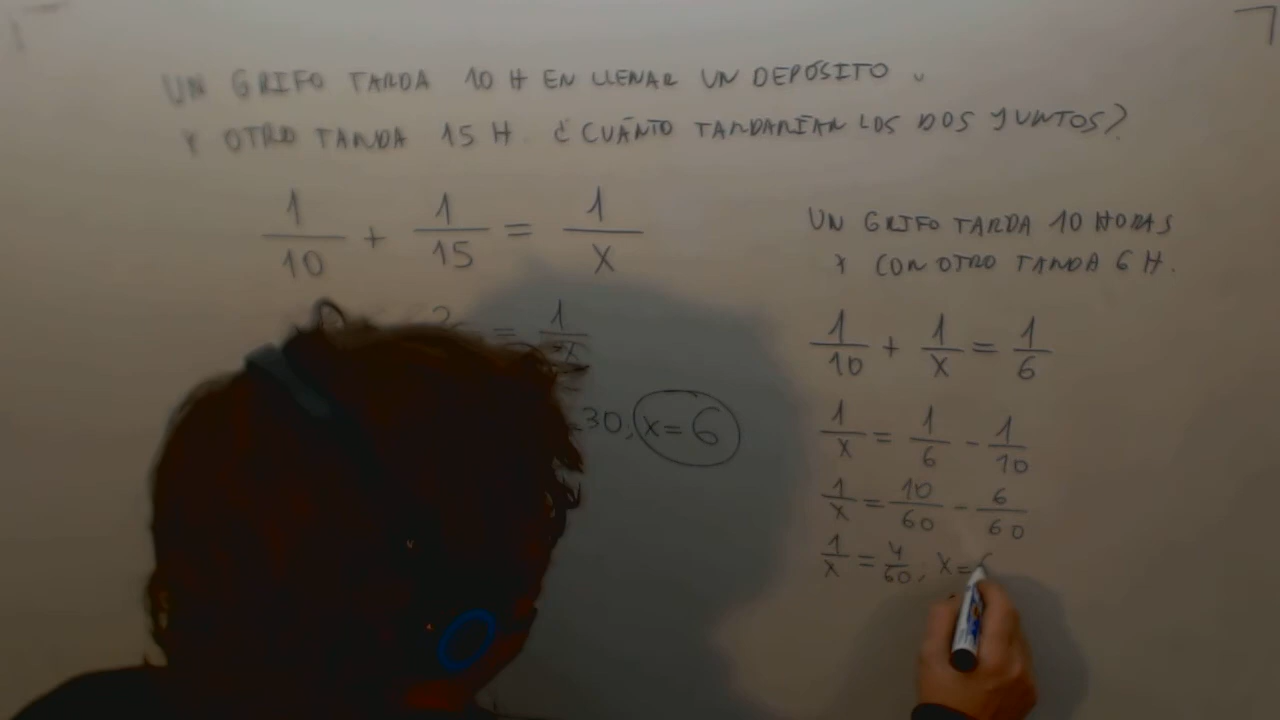 UN GRIFO TARDA 10 H EN LLENAR UN DEPÓSITO.
Y OTRO TARDA 15 H. ¿CUÁNTO TARDARÍAN LOS DOS JUNTOS?
1/10 + 1/15 = 1/X
= 1/X
30, X=6
UN GRIFO TARDA 10 HORAS
Y CON OTRO TARDA 6 H.
1/10 + 1/X = 1/6
1/X = 1/6 - 1/10
1/X = 10/60 - 6/60
1/X = 4/60, X=